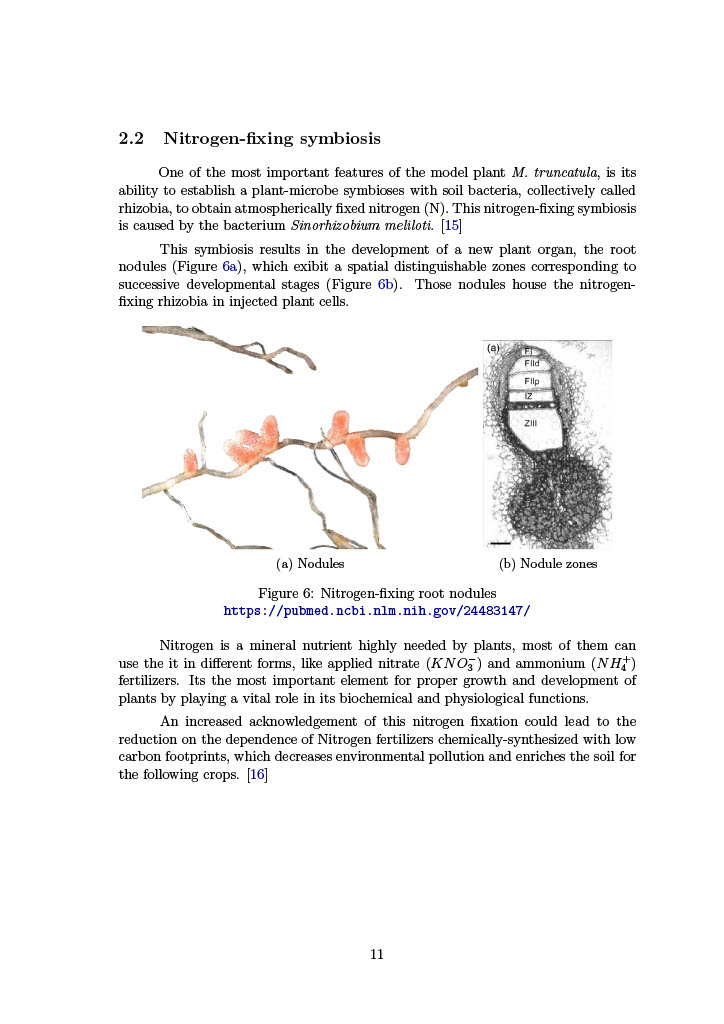 2.2 Nitrogen-fixing symbiosis
One of the most important features of the model plant M. truncatula, is its
ability to establish a plant-microbe symbioses with soil bacteria, collectively called
rhizobia, to obtain atmospherically fixed nitrogen (N). This nitrogen-fixing symbiosis
is caused by the bacterium Sinorhizobium meliloti. [15]
This symbiosis results in the development of a new plant organ, the root
nodules (Figure 6a), which exibit a spatial distinguishable zones corresponding to
successive developmental stages (Figure 6b). Those nodules house the nitrogen-
fixing rhizobia in injected plant cells.
(a)
FI
FIId
FIIp
IZ
ZIII
(a) Nodules
(b) Nodule zones
Figure 6: Nitrogen-fixing root nodules
https://pubmed.ncbi.nlm.nih.gov/24483147/
Nitrogen is a mineral nutrient highly needed by plants, most of them can
use the it in different forms, like applied nitrate (KNO₃⁻) and ammonium (NH₄⁺)
fertilizers. Its the most important element for proper growth and development of
plants by playing a vital role in its biochemical and physiological functions.
An increased acknowledgement of this nitrogen fixation could lead to the
reduction on the dependence of Nitrogen fertilizers chemically-synthesized with low
carbon footprints, which decreases environmental pollution and enriches the soil for
the following crops. [16]
11